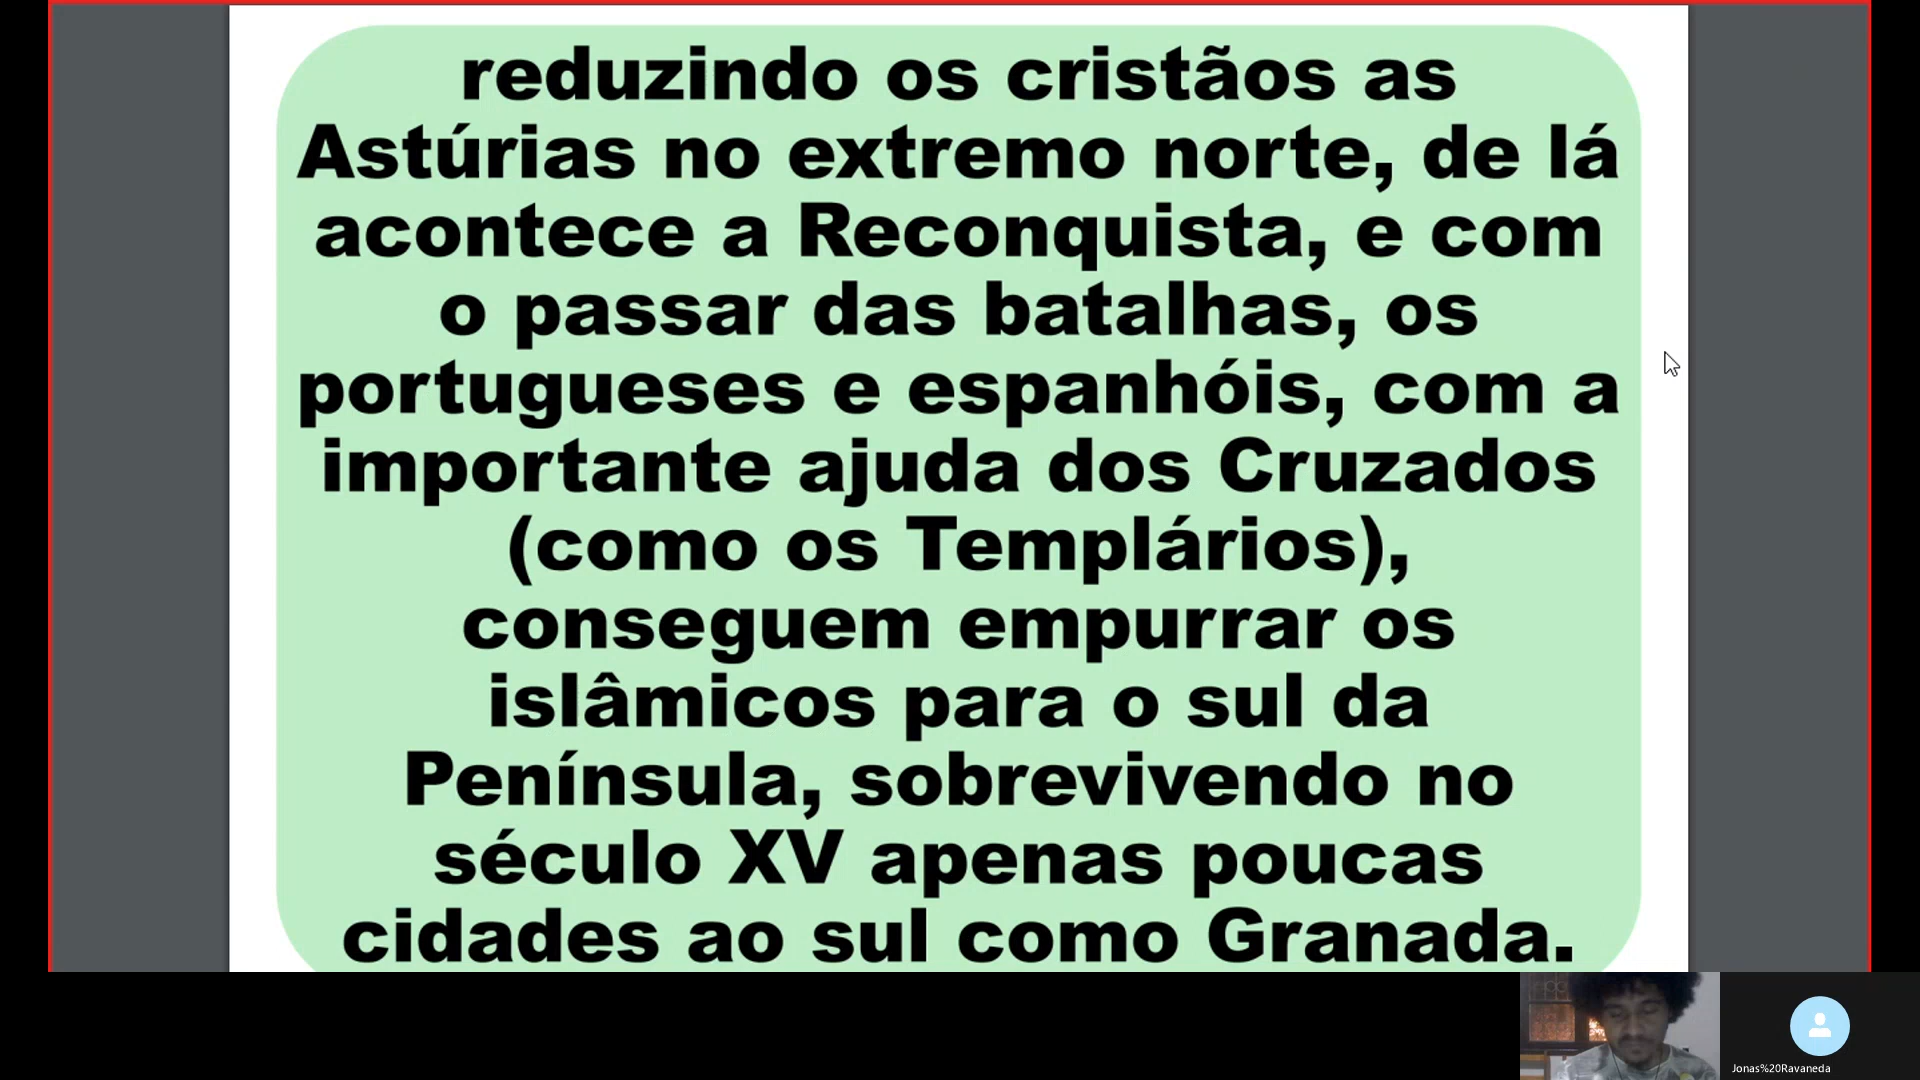 reduzindo os cristãos as
Astúrias no extremo norte, de lá
acontece a Reconquista, e com
o passar das batalhas, os
portugueses e espanhóis, com a
importante ajuda dos Cruzados
(como os Templários),
conseguem empurrar os
islâmicos para o sul da
Península, sobrevivendo no
século XV apenas poucas
cidades ao sul como Granada.
Jonas%20Ravaneda